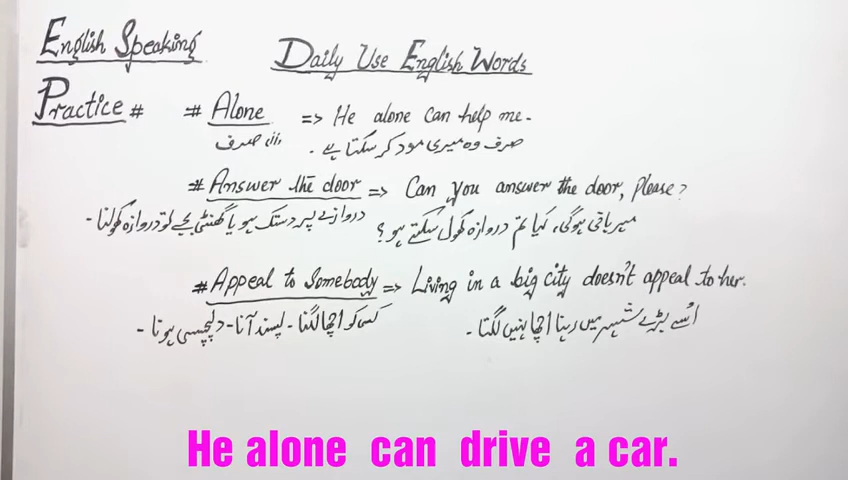 English Speaking
Daily Use English Words
Practice #
# Alone => He alone can help me.
صرف
صرف وہ میری مدد کر سکتا ہے۔
# Answer the door => Can you answer the door, Please?
دروازے پر دستک ہو یا گھنٹی بجے تو دروازہ کھولنا۔
مہربانی ہوگی، کیا تم دروازہ کھول سکتے ہو؟
# Appeal to Somebody => Living in a big city doesn't appeal to her.
کسی کو اچھا لگنا۔ پسند آنا۔ دلچسپی ہونا۔
اُسے بڑے شہر میں رہنا اچھا نہیں لگتا۔
He alone can drive a car.